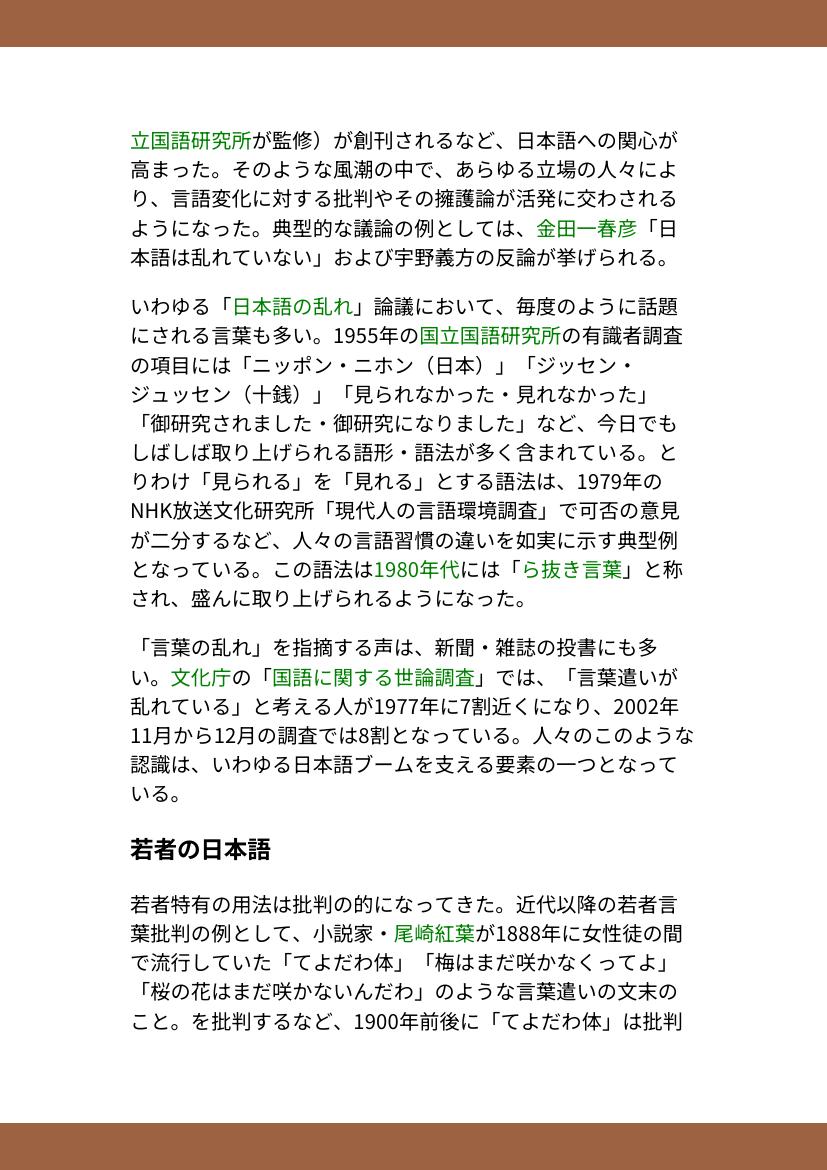 立国語研究所が監修）が創刊されるなど、日本語への関心が
高まった。そのような風潮の中で、あらゆる立場の人々によ
り、言語変化に対する批判やその擁護論が活発に交わされる
ようになった。典型的な議論の例としては、金田一春彦「日
本語は乱れていない」および宇野義方の反論が挙げられる。
いわゆる「日本語の乱れ」論議において、毎度のように話題
にされる言葉も多い。1955年の国立国語研究所の有識者調査
の項目には「ニッポン・ニホン（日本）」「ジッセン・
ジュッセン（十銭）」「見られなかった・見れなかった」
「御研究されました・御研究になりました」など、今日でも
しばしば取り上げられる語形・語法が多く含まれている。と
りわけ「見られる」を「見れる」とする語法は、1979年の
NHK放送文化研究所「現代人の言語環境調査」で可否の意見
が二分するなど、人々の言語習慣の違いを如実に示す典型例
となっている。この語法は1980年代には「ら抜き言葉」と称
され、盛んに取り上げられるようになった。
「言葉の乱れ」を指摘する声は、新聞・雑誌の投書にも多
い。文化庁の「国語に関する世論調査」では、「言葉遣いが
乱れている」と考える人が1977年に7割近くになり、2002年
11月から12月の調査では8割となっている。人々のこのような
認識は、いわゆる日本語ブームを支える要素の一つとなって
いる。
若者の日本語
若者特有の用法は批判の的になってきた。近代以降の若者言
葉批判の例として、小説家・尾崎紅葉が1888年に女性徒の間
で流行していた「てよだわ体」「梅はまだ咲かなくってよ」
「桜の花はまだ咲かないんだわ」のような言葉遣いの文末の
こと。を批判するなど、1900年前後に「てよだわ体」は批判